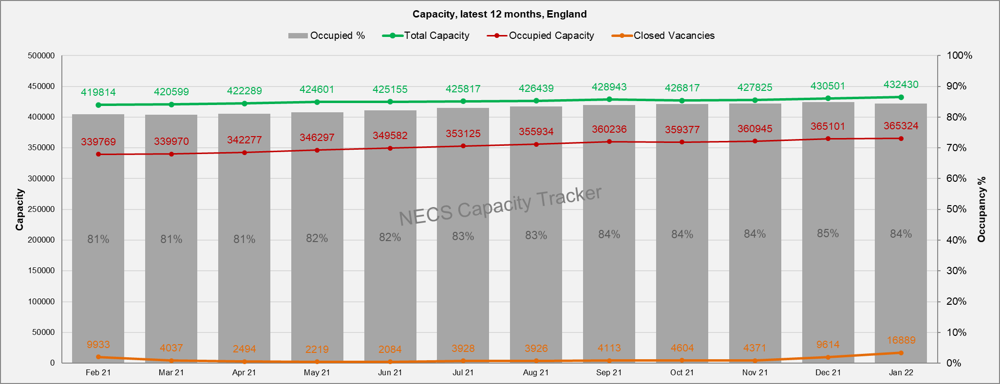 Capacity, latest 12 months, England
Occupied % Total Capacity Occupied Capacity Closed Vacancies
500000 100%
450000 90%
400000 80%
350000 70%
300000 60%
250000 50%
200000 40%
150000 30%
100000 20%
50000 10%
0 0%
Capacity
Occupancy %
419814 420599 422289 424601 425155 425817 426439 428943 426817 427825 430501 432430
339769 339970 342277 346297 349582 353125 355934 360236 359377 360945 365101 365324
NECS Capacity Tracker
81% 81% 81% 82% 82% 83% 83% 84% 84% 84% 85% 84%
9933 4037 2494 2219 2084 3928 3926 4113 4604 4371 9614 16889
Feb 21 Mar 21 Apr 21 May 21 Jun 21 Jul 21 Aug 21 Sep 21 Oct 21 Nov 21 Dec 21 Jan 22